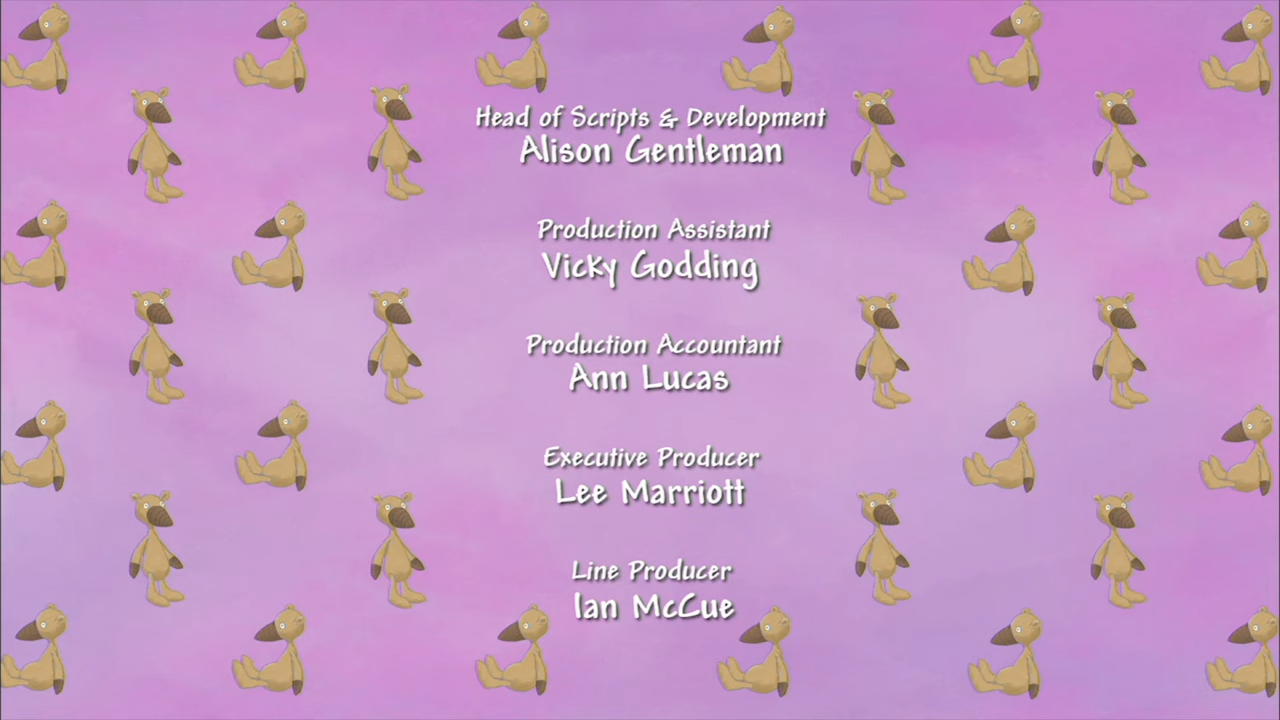 Head of Scripts & Development
Alison Gentleman
Production Assistant
Vicky Godding
Production Accountant
Ann Lucas
Executive Producer
Lee Marriott
Line Producer
Ian McCue